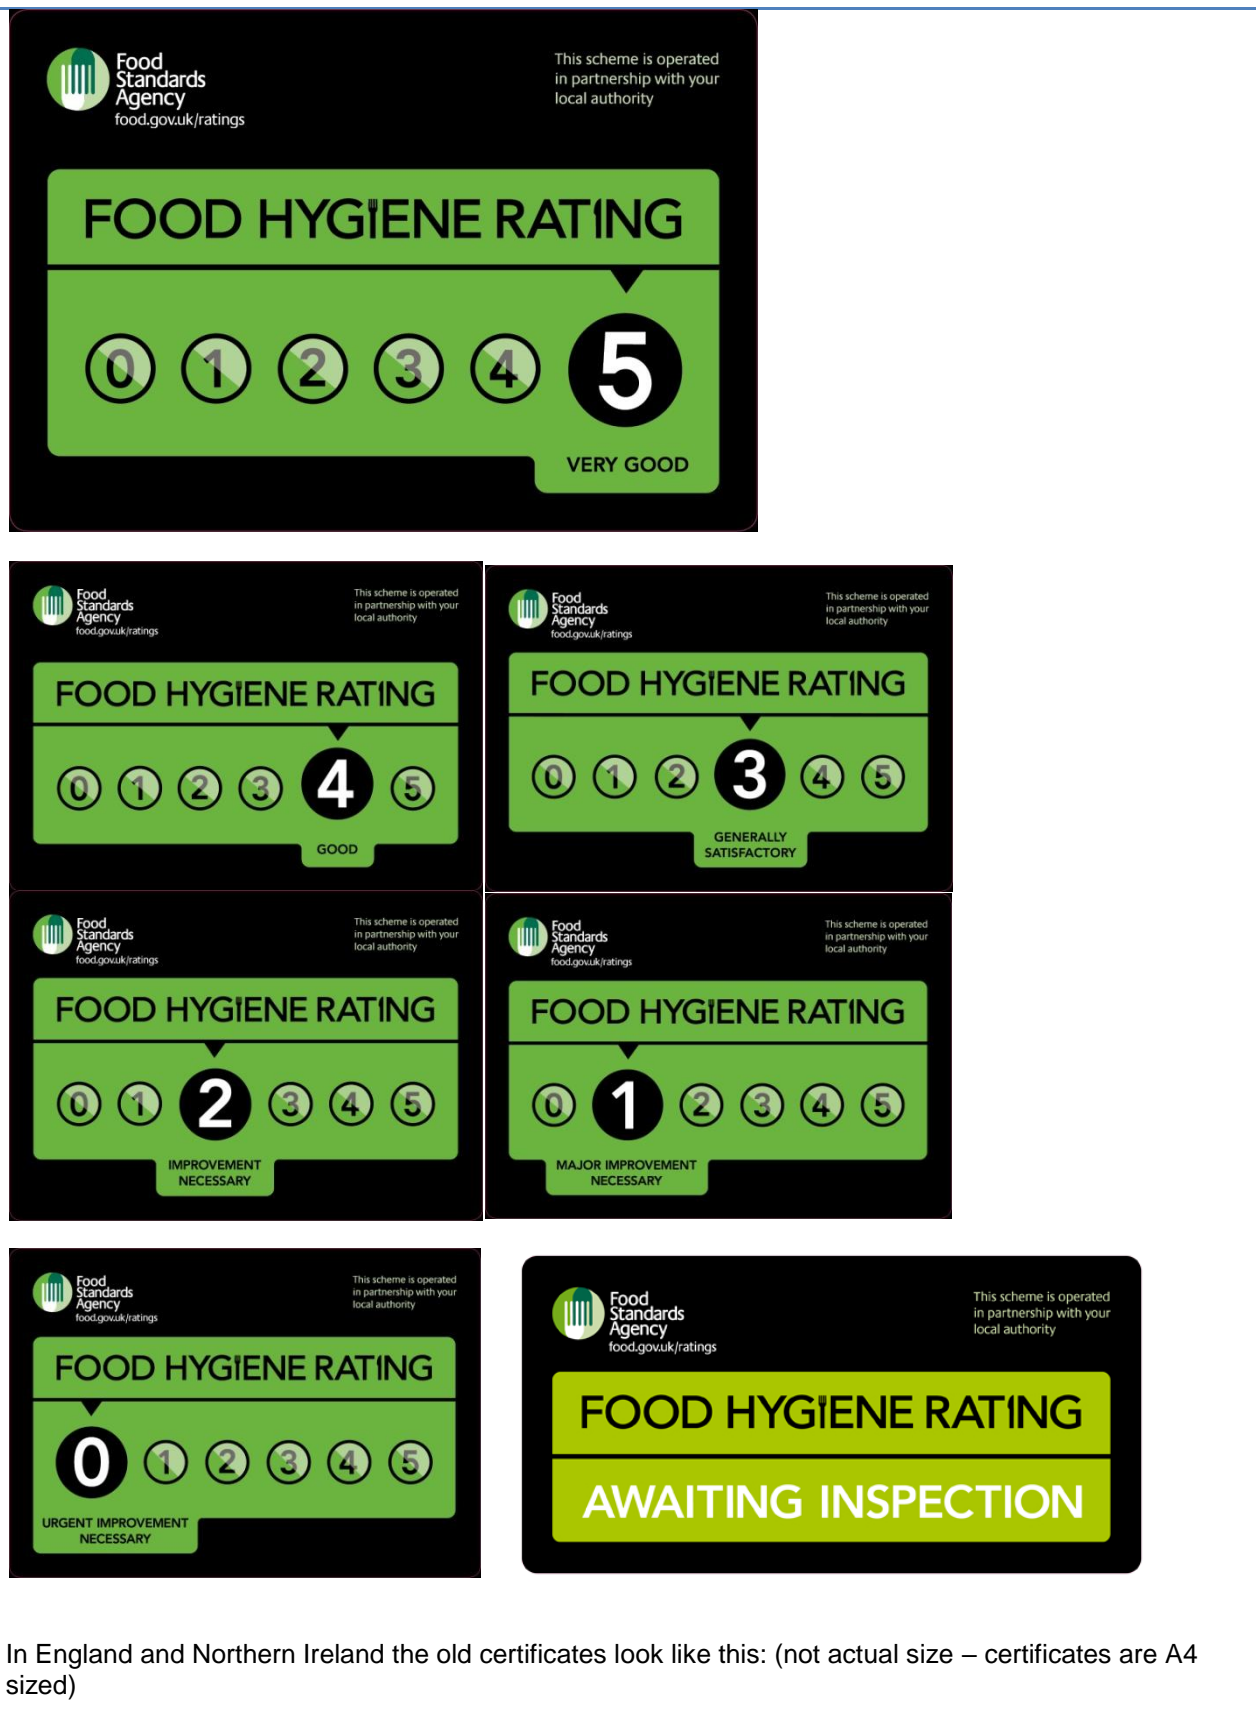 Food
Standards
Agency
food.gov.uk/ratings
This scheme is operated
in partnership with your
local authority
FOOD HYGIENE RATING
0 1 2 3 4 5
VERY GOOD
Food
Standards
Agency
food.gov.uk/ratings
This scheme is operated
in partnership with your
local authority
FOOD HYGIENE RATING
0 1 2 3 4 5
GOOD
Food
Standards
Agency
food.gov.uk/ratings
This scheme is operated
in partnership with your
local authority
FOOD HYGIENE RATING
0 1 2 3 4 5
GENERALLY
SATISFACTORY
Food
Standards
Agency
food.gov.uk/ratings
This scheme is operated
in partnership with your
local authority
FOOD HYGIENE RATING
0 1 2 3 4 5
IMPROVEMENT
NECESSARY
Food
Standards
Agency
food.gov.uk/ratings
This scheme is operated
in partnership with your
local authority
FOOD HYGIENE RATING
0 1 2 3 4 5
MAJOR IMPROVEMENT
NECESSARY
Food
Standards
Agency
food.gov.uk/ratings
This scheme is operated
in partnership with your
local authority
FOOD HYGIENE RATING
0 1 2 3 4 5
URGENT IMPROVEMENT
NECESSARY
Food
Standards
Agency
food.gov.uk/ratings
This scheme is operated
in partnership with your
local authority
FOOD HYGIENE RATING
AWAITING INSPECTION
In England and Northern Ireland the old certificates look like this: (not actual size – certificates are A4
sized)